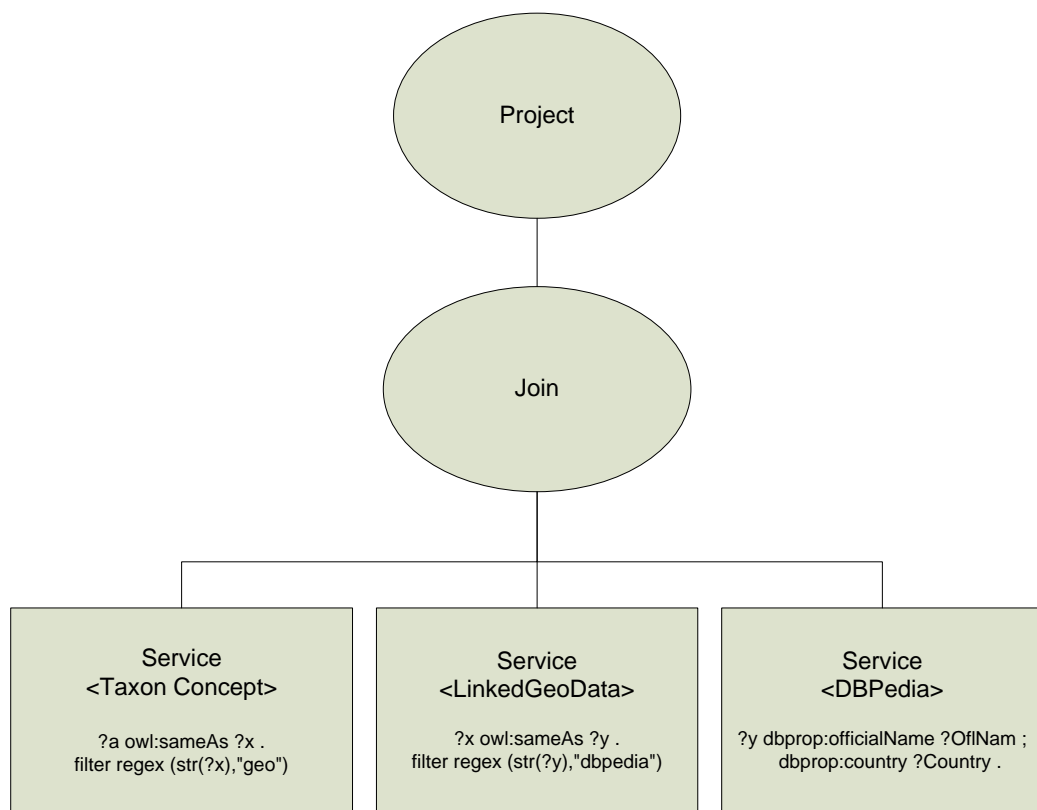 Project
Join
Service
<Taxon Concept>
?a owl:sameAs ?x .
filter regex (str(?x),"geo")
Service
<LinkedGeoData>
?x owl:sameAs ?y .
filter regex (str(?y),"dbpedia")
Service
<DBPedia>
?y dbprop:officialName ?OflNam ;
dbprop:country ?Country .